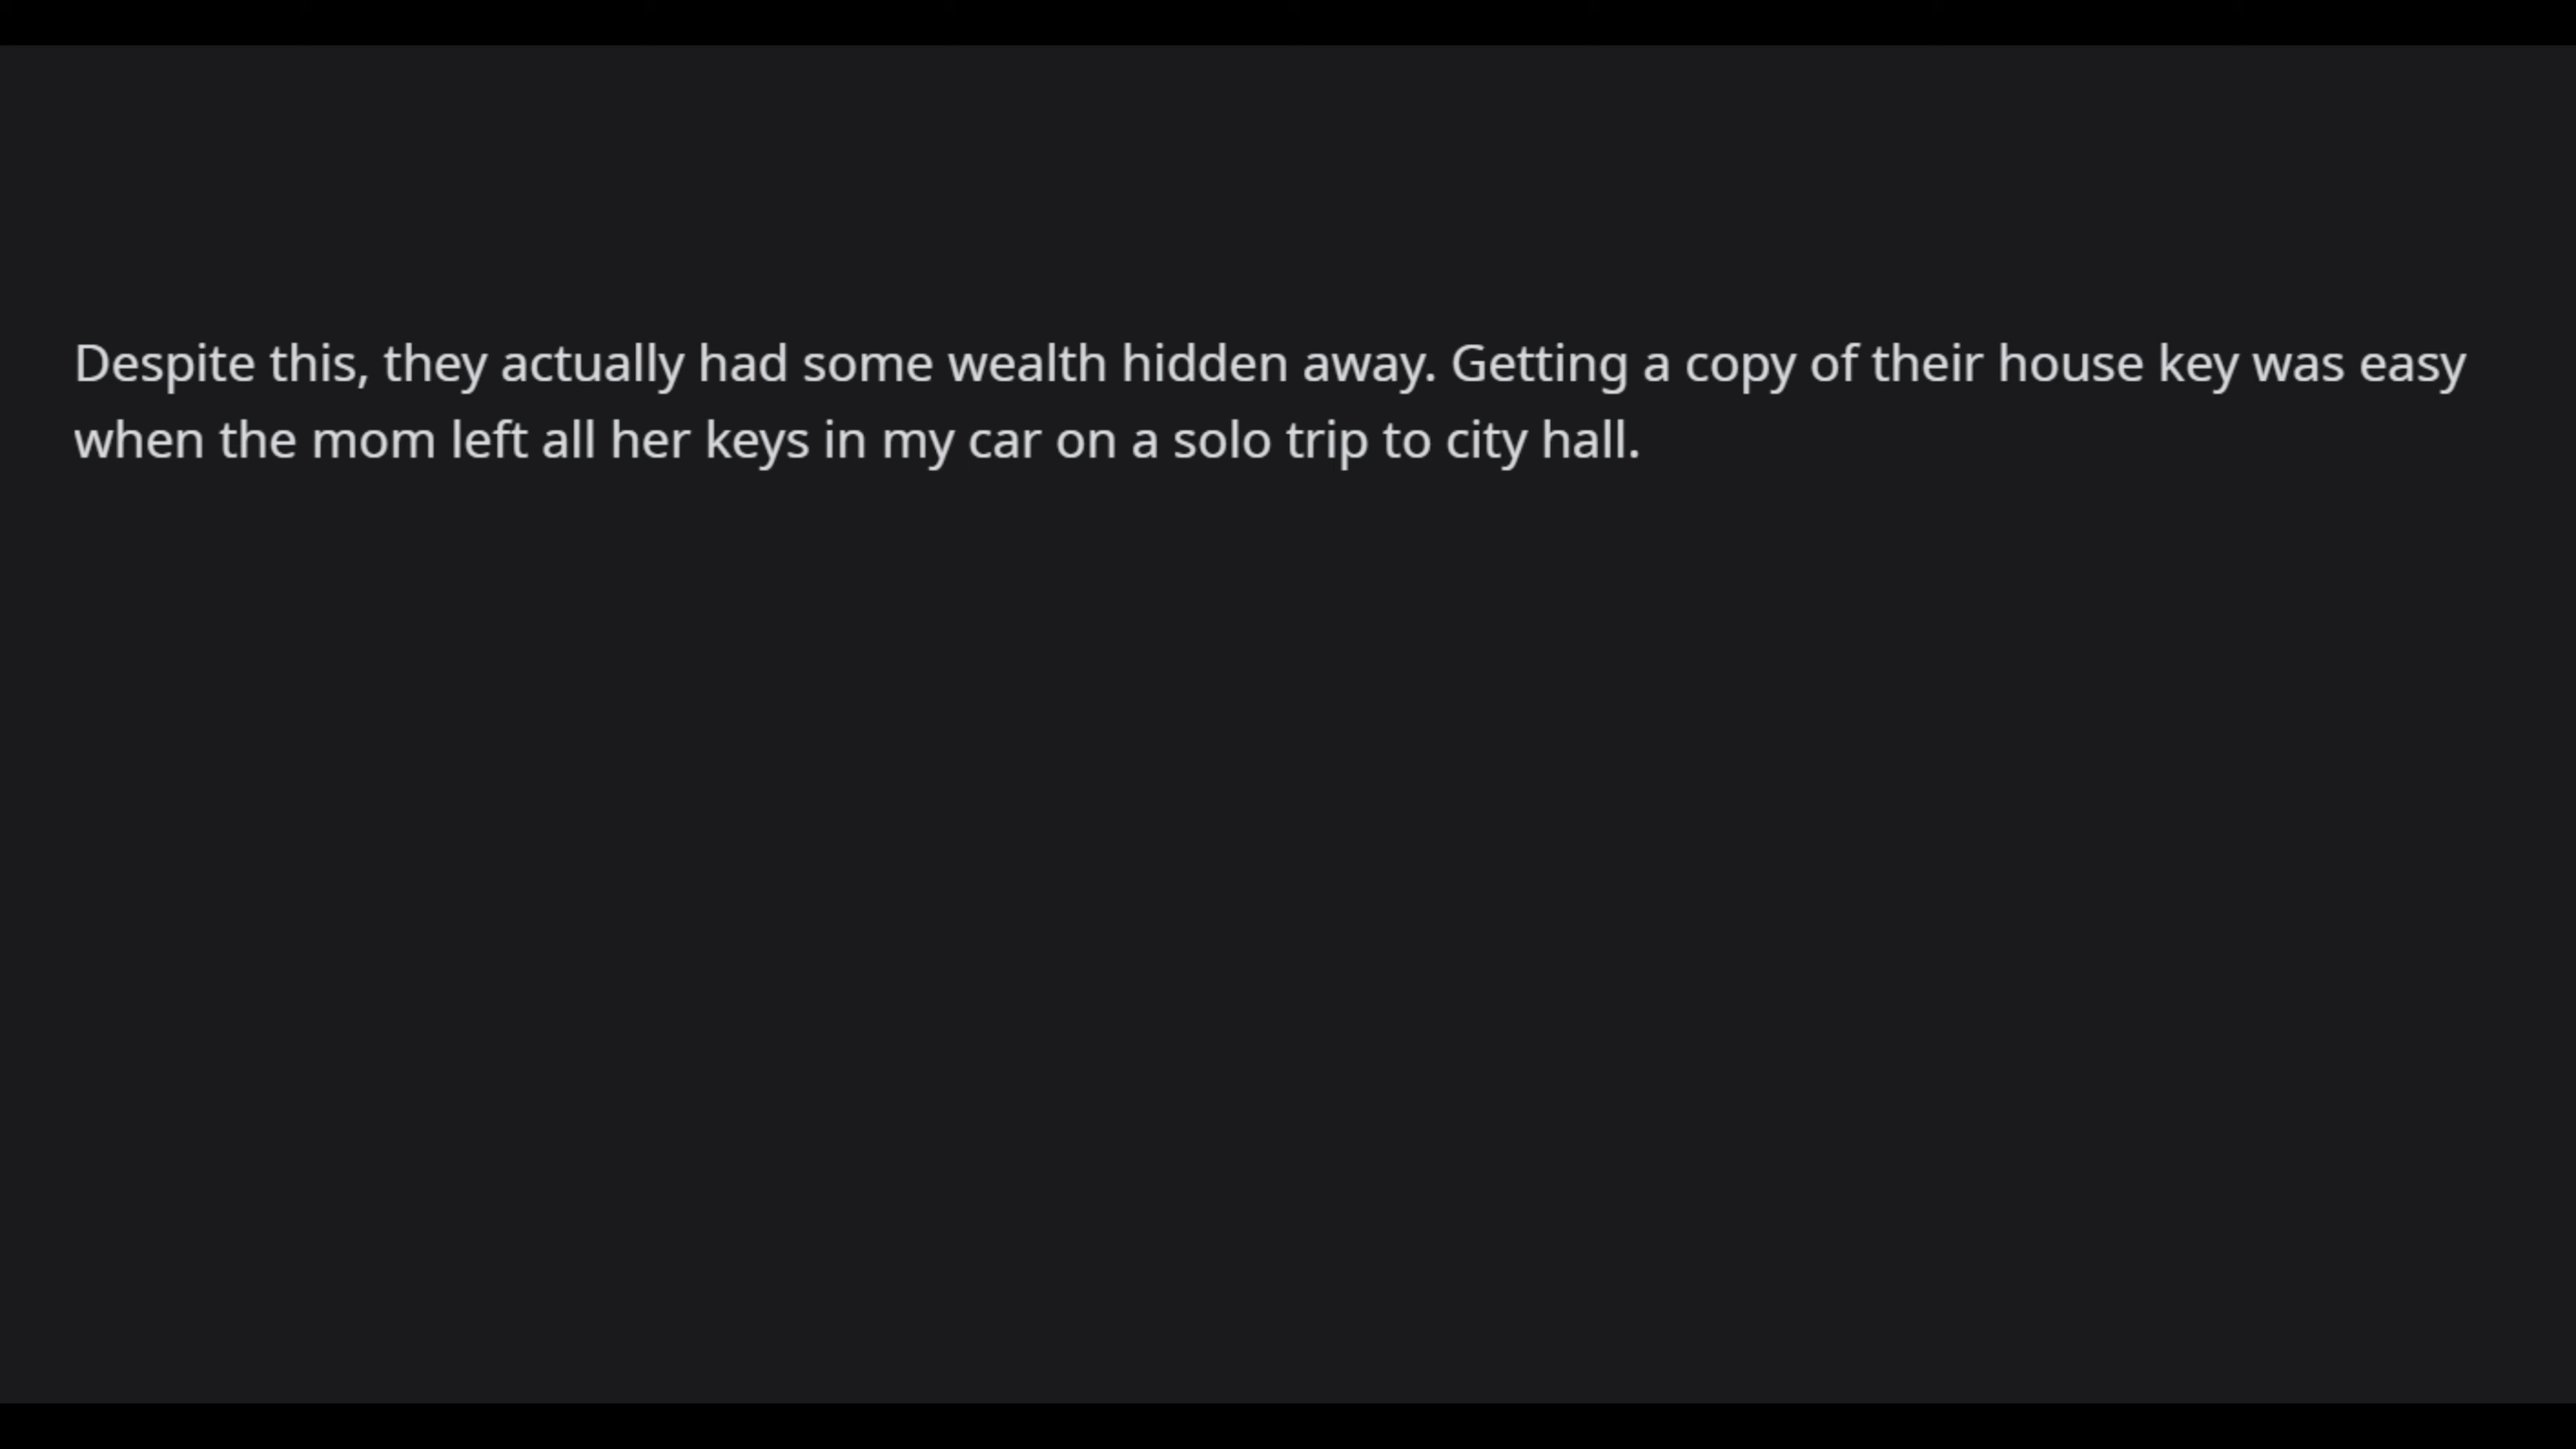 Despite this, they actually had some wealth hidden away. Getting a copy of their house key was easy
when the mom left all her keys in my car on a solo trip to city hall.